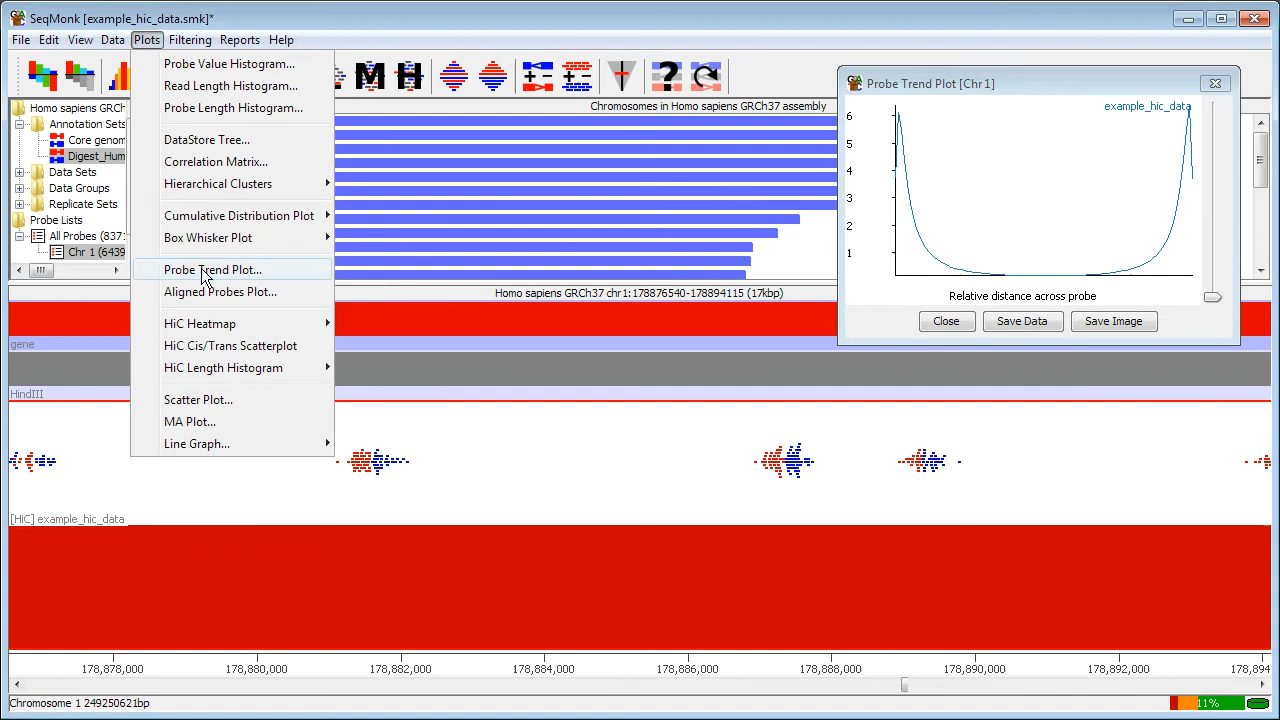 SeqMonk [example_hic_data.smk]*
File Edit View Data Plots Filtering Reports Help
Homo sapiens GRCh
Annotation Sets
Core genom
Digest_Hum
Data Sets
Data Groups
Replicate Sets
Probe Lists
All Probes (837
Chr 1 (6439
Probe Value Histogram...
Read Length Histogram...
Probe Length Histogram...
DataStore Tree...
Correlation Matrix...
Hierarchical Clusters
Cumulative Distribution Plot
Box Whisker Plot
Probe Trend Plot...
Aligned Probes Plot...
HiC Heatmap
HiC Cis/Trans Scatterplot
HiC Length Histogram
Scatter Plot...
MA Plot...
Line Graph...
M H
Chromosomes in Homo sapiens GRCh37 assembly
Probe Trend Plot [Chr1]
example_hic_data
6
5
4
3
2
1
Relative distance across probe
Close Save Data Save Image
Homo sapiens GRCh37 chr1:178876540-178894115 (17kbp)
gene
HindIII
[HiC] example_hic_data
178,879,000 178,880,000 178,882,000 178,884,000 178,886,000 178,888,000 178,890,000 178,892,000 178,894
Chromosome 1 249250621bp
11%